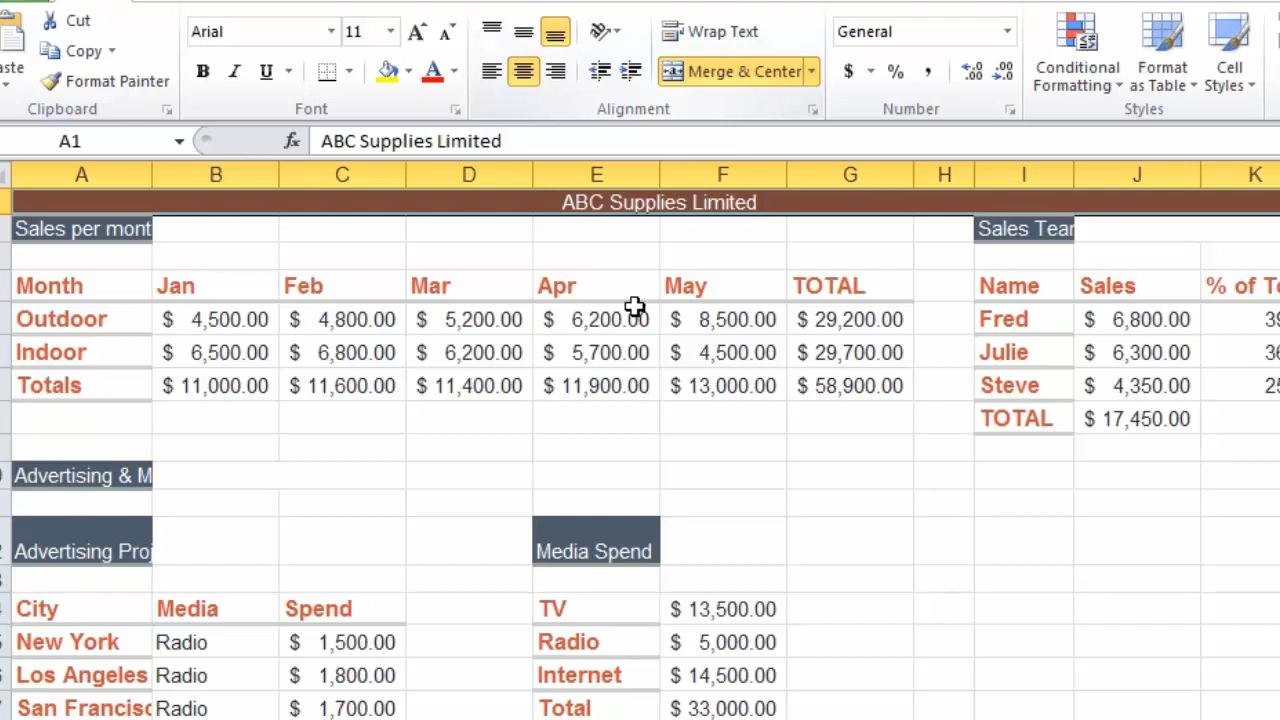 Cut
Arial 11 Wrap Text General
Copy
Format Painter B I U Merge & Center $ % , Conditional Formatting Format as Table Cell Styles
Clipboard Font Alignment Number Styles
A1 fx ABC Supplies Limited
A B C D E F G H I J K
ABC Supplies Limited
Sales per mont Sales Tear
Month Jan Feb Mar Apr May TOTAL Name Sales % of T
Outdoor $ 4,500.00 $ 4,800.00 $ 5,200.00 $ 6,200.00 $ 8,500.00 $ 29,200.00 Fred $ 6,800.00 39
Indoor $ 6,500.00 $ 6,800.00 $ 6,200.00 $ 5,700.00 $ 4,500.00 $ 29,700.00 Julie $ 6,300.00 36
Totals $ 11,000.00 $ 11,600.00 $ 11,400.00 $ 11,900.00 $ 13,000.00 $ 58,900.00 Steve $ 4,350.00 25
TOTAL $ 17,450.00
Advertising & M
Advertising Proj Media Spend
City Media Spend TV $ 13,500.00
New York Radio $ 1,500.00 Radio $ 5,000.00
Los Angeles Radio $ 1,800.00 Internet $ 14,500.00
San Francisc Radio $ 1,700.00 Total $ 33,000.00